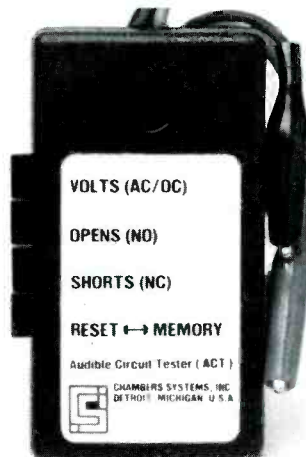 VOLTS (AC/DC)
OPENS (NO)
SHORTS (NC)
RESET ↔ MEMORY
Audible Circuit Tester (ACT)
CHAMBERS SYSTEMS, INC
DETROIT, MICHIGAN U.S.A